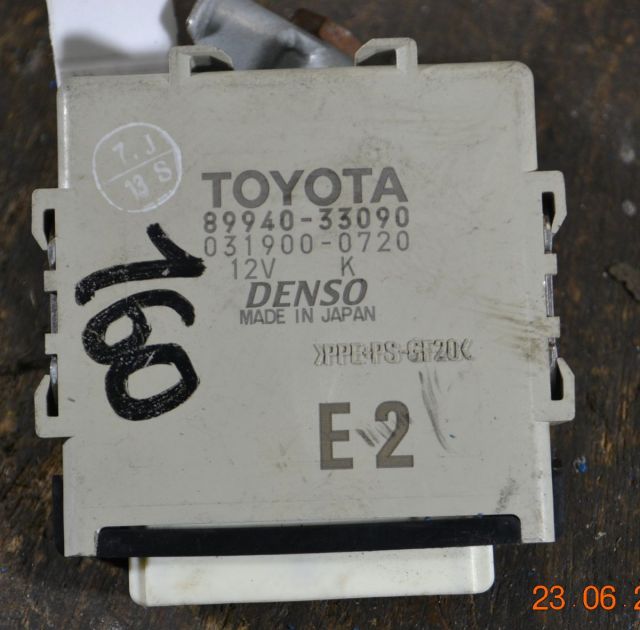 7.J
13 S
TOYOTA
89940-33090
031900-0720
12V K
DENSO
MADE IN JAPAN
>PPE+PS-GF20<
E-2
160
23 06 2